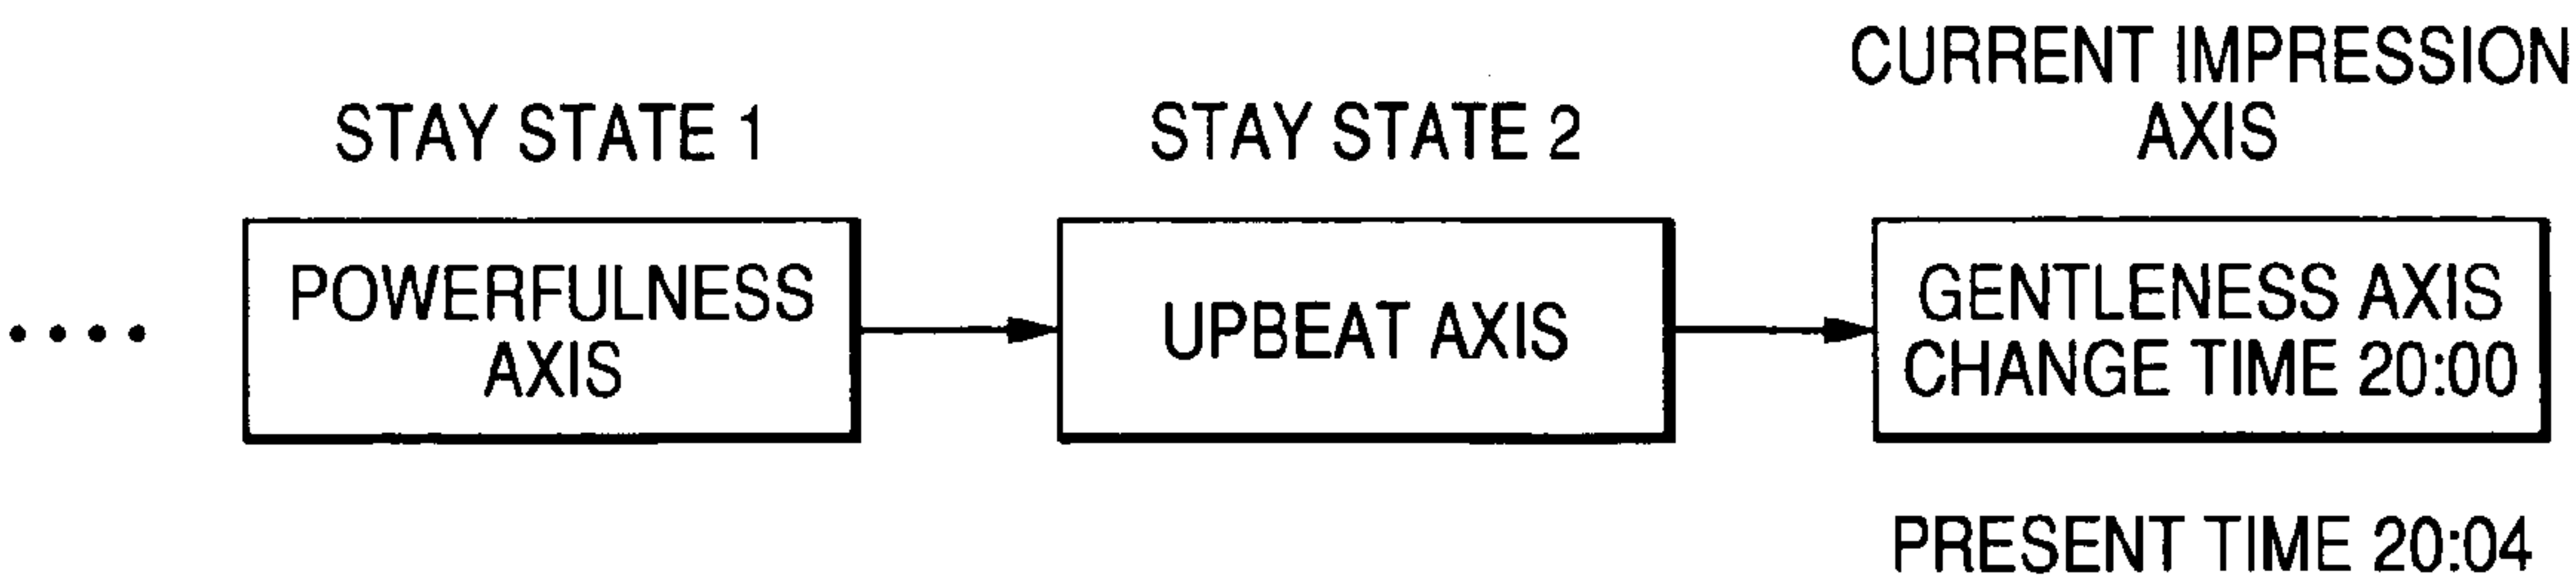 STAY STATE 1
STAY STATE 2
CURRENT IMPRESSION
AXIS
POWERFULNESS
AXIS
UPBEAT AXIS
GENTLENESS AXIS
CHANGE TIME 20:00
PRESENT TIME 20:04